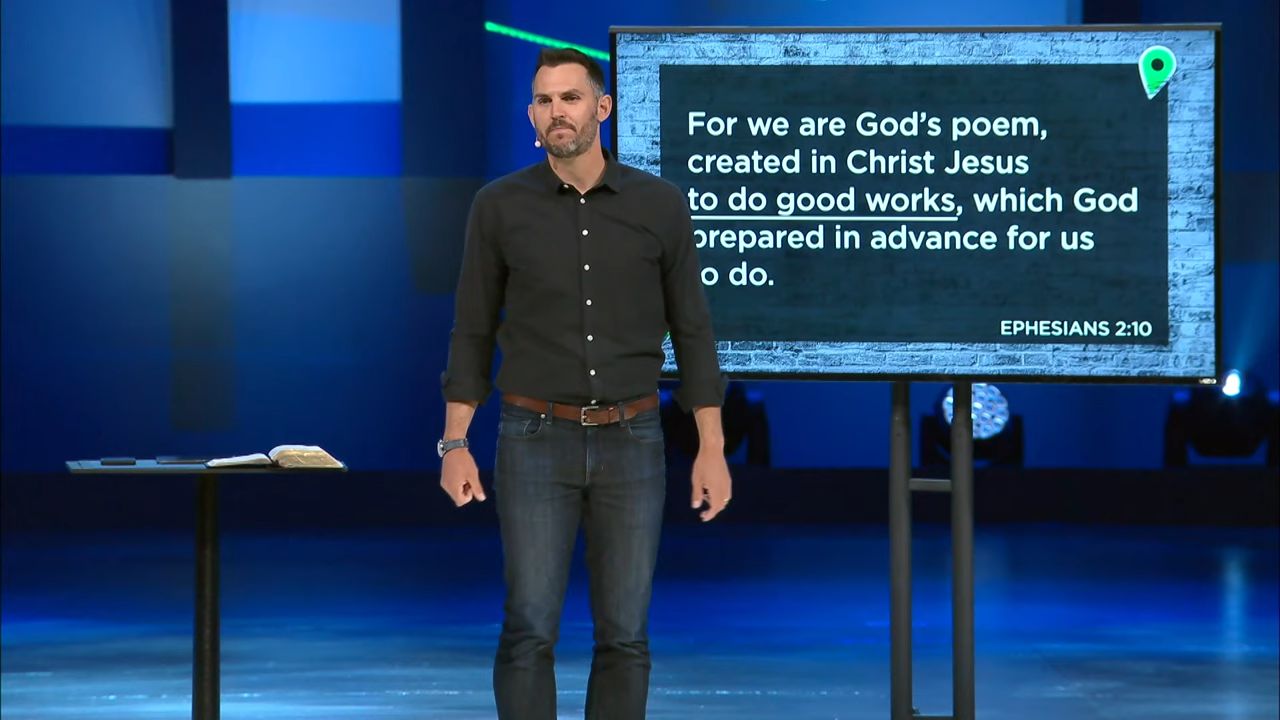 For we are God's poem,
created in Christ Jesus
to do good works, which God
prepared in advance for us
o do.
EPHESIANS 2:10